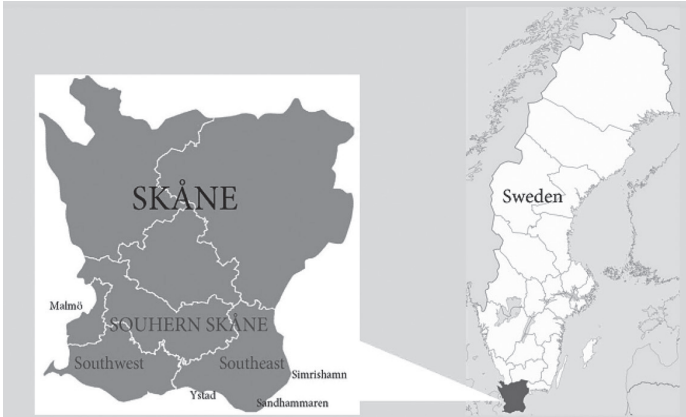 SKÅNE
Sweden
Malmö
SOUHERN SKÅNE
Southwest
Southeast
Simrishamn
Ystad
Sandhammaren